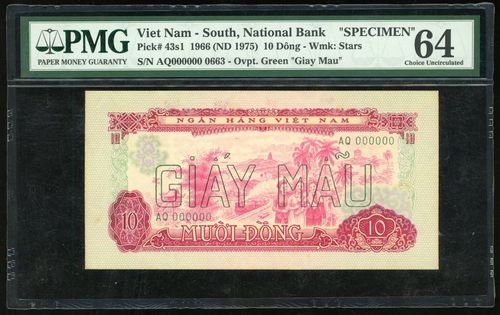 PMG
PAPER MONEY GUARANTY
Viet Nam - South, National Bank "SPECIMEN"
Pick# 43s1 1966 (ND 1975) 10 Dông - Wmk: Stars
S/N AQ000000 0663 - Ovpt. Green "Giay Mau"
64
Choice Uncirculated
NGÂN HÀNG VIỆT NAM
AQ 000000
GIẤY MẪU
AQ 000000
10
MƯỜI ĐỒNG
10